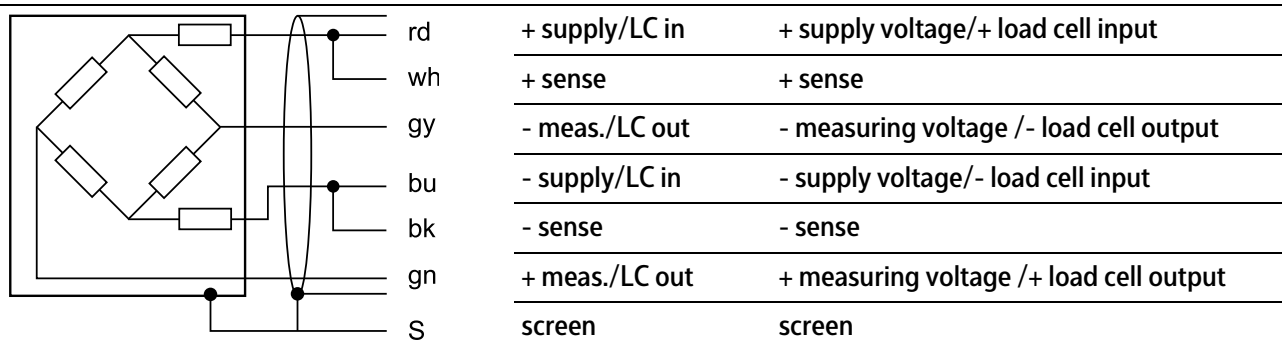 rd + supply/LC in + supply voltage/+ load cell input
wh + sense + sense
gy - meas./LC out - measuring voltage /- load cell output
bu - supply/LC in - supply voltage/- load cell input
bk - sense - sense
gn + meas./LC out + measuring voltage /+ load cell output
S screen screen